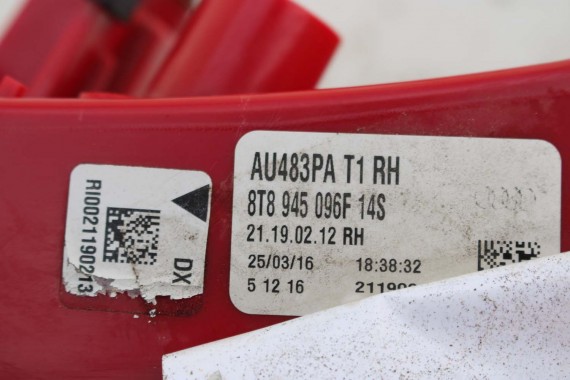 RI0021190213
DX
AU483PA T1 RH
8T8 945 096F 14S
21.19.02.12 RH
25/03/16 18:38:32
5 12 16